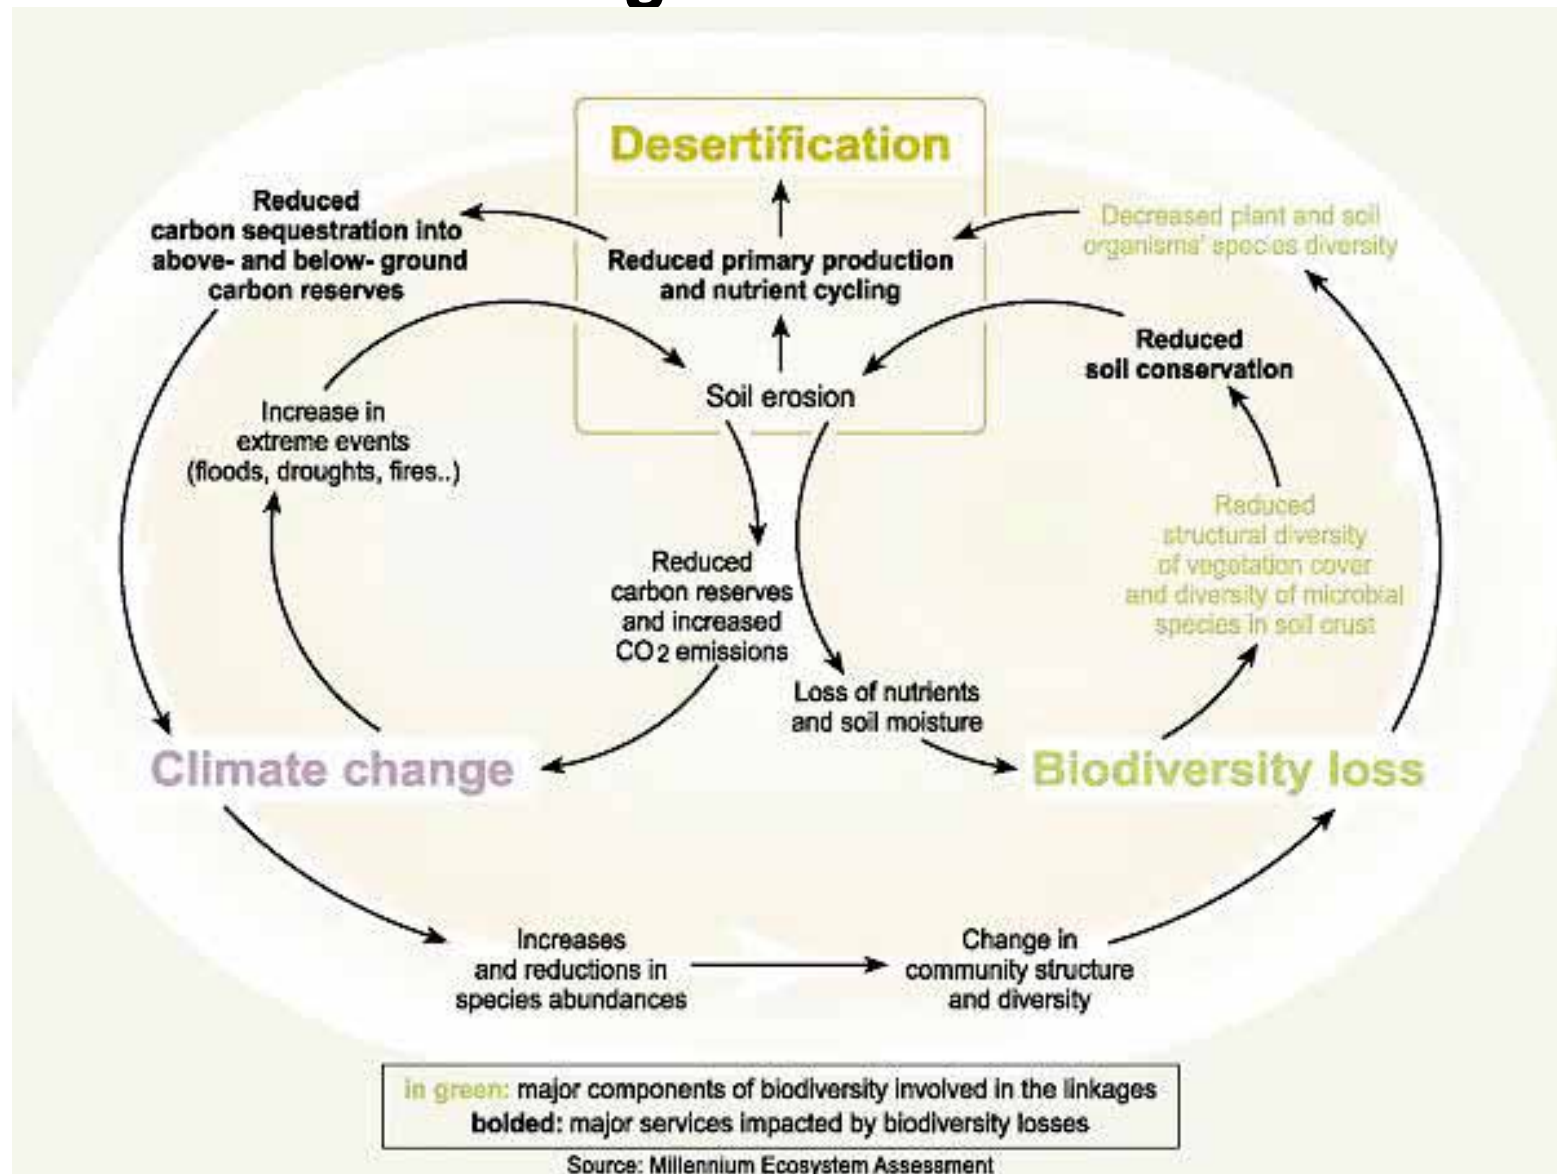 Desertification
Reduced
carbon sequestration into
above- and below- ground
carbon reserves
Reduced primary production
and nutrient cycling
Decreased plant and soil
organisms' species diversity
Reduced
soil conservation
Soil erosion
Increase in
extreme events
(floods, droughts, fires..)
Reduced
structural diversity
of vegetation cover
and diversity of microbial
species in soil crust
Reduced
carbon reserves
and increased
CO2 emissions
Loss of nutrients
and soil moisture
Climate change
Biodiversity loss
Increases
and reductions in
species abundances
Change in
community structure
and diversity
in green: major components of biodiversity involved in the linkages
bolded: major services impacted by biodiversity losses
Source: Millennium Ecosystem Assessment